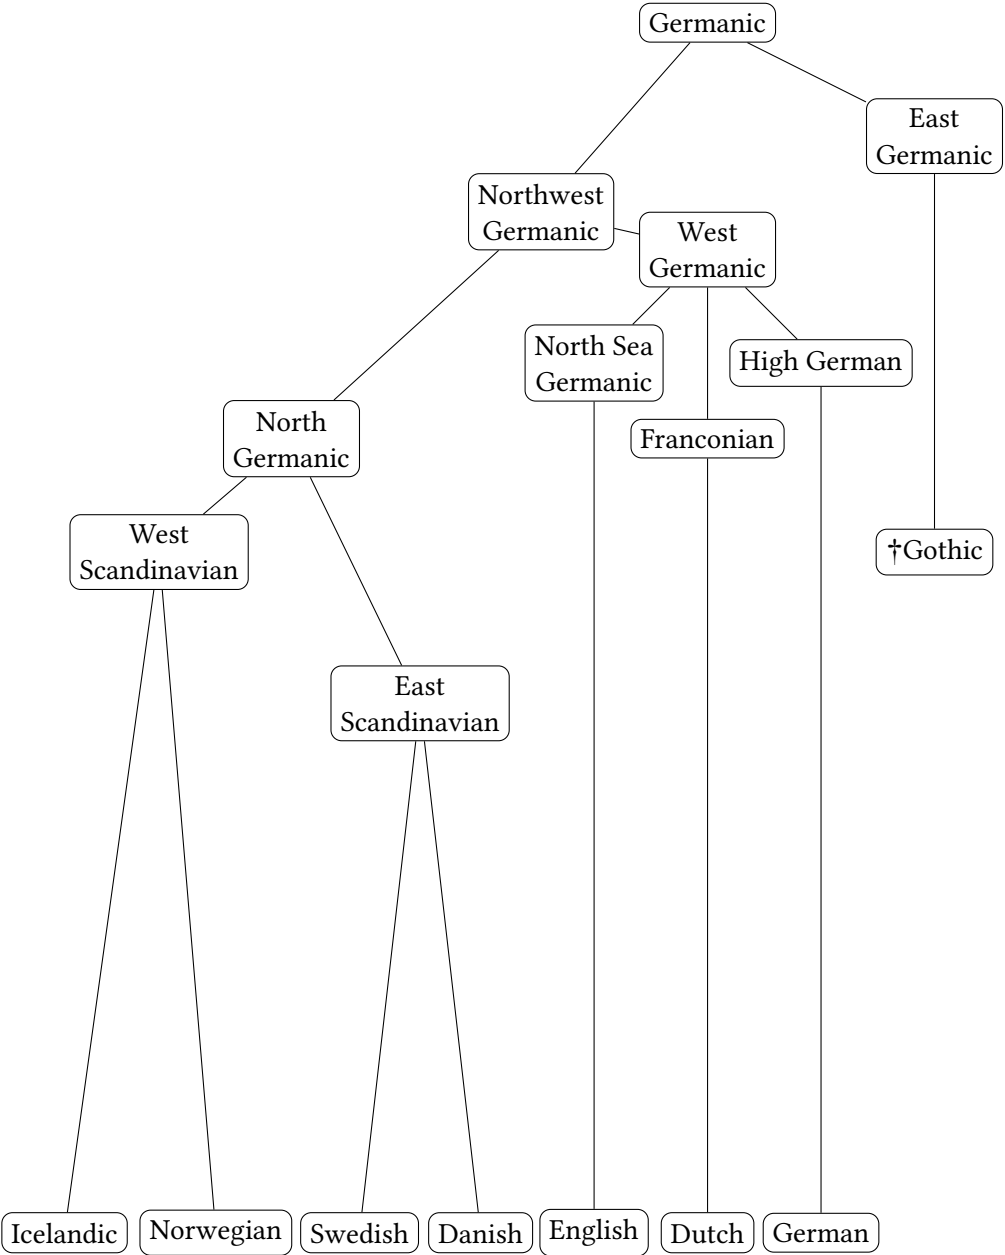 Germanic
East
Germanic
Northwest
Germanic
West
Germanic
North Sea
Germanic
High German
North
Germanic
Franconian
West
Scandinavian
†Gothic
East
Scandinavian
Icelandic
Norwegian
Swedish
Danish
English
Dutch
German